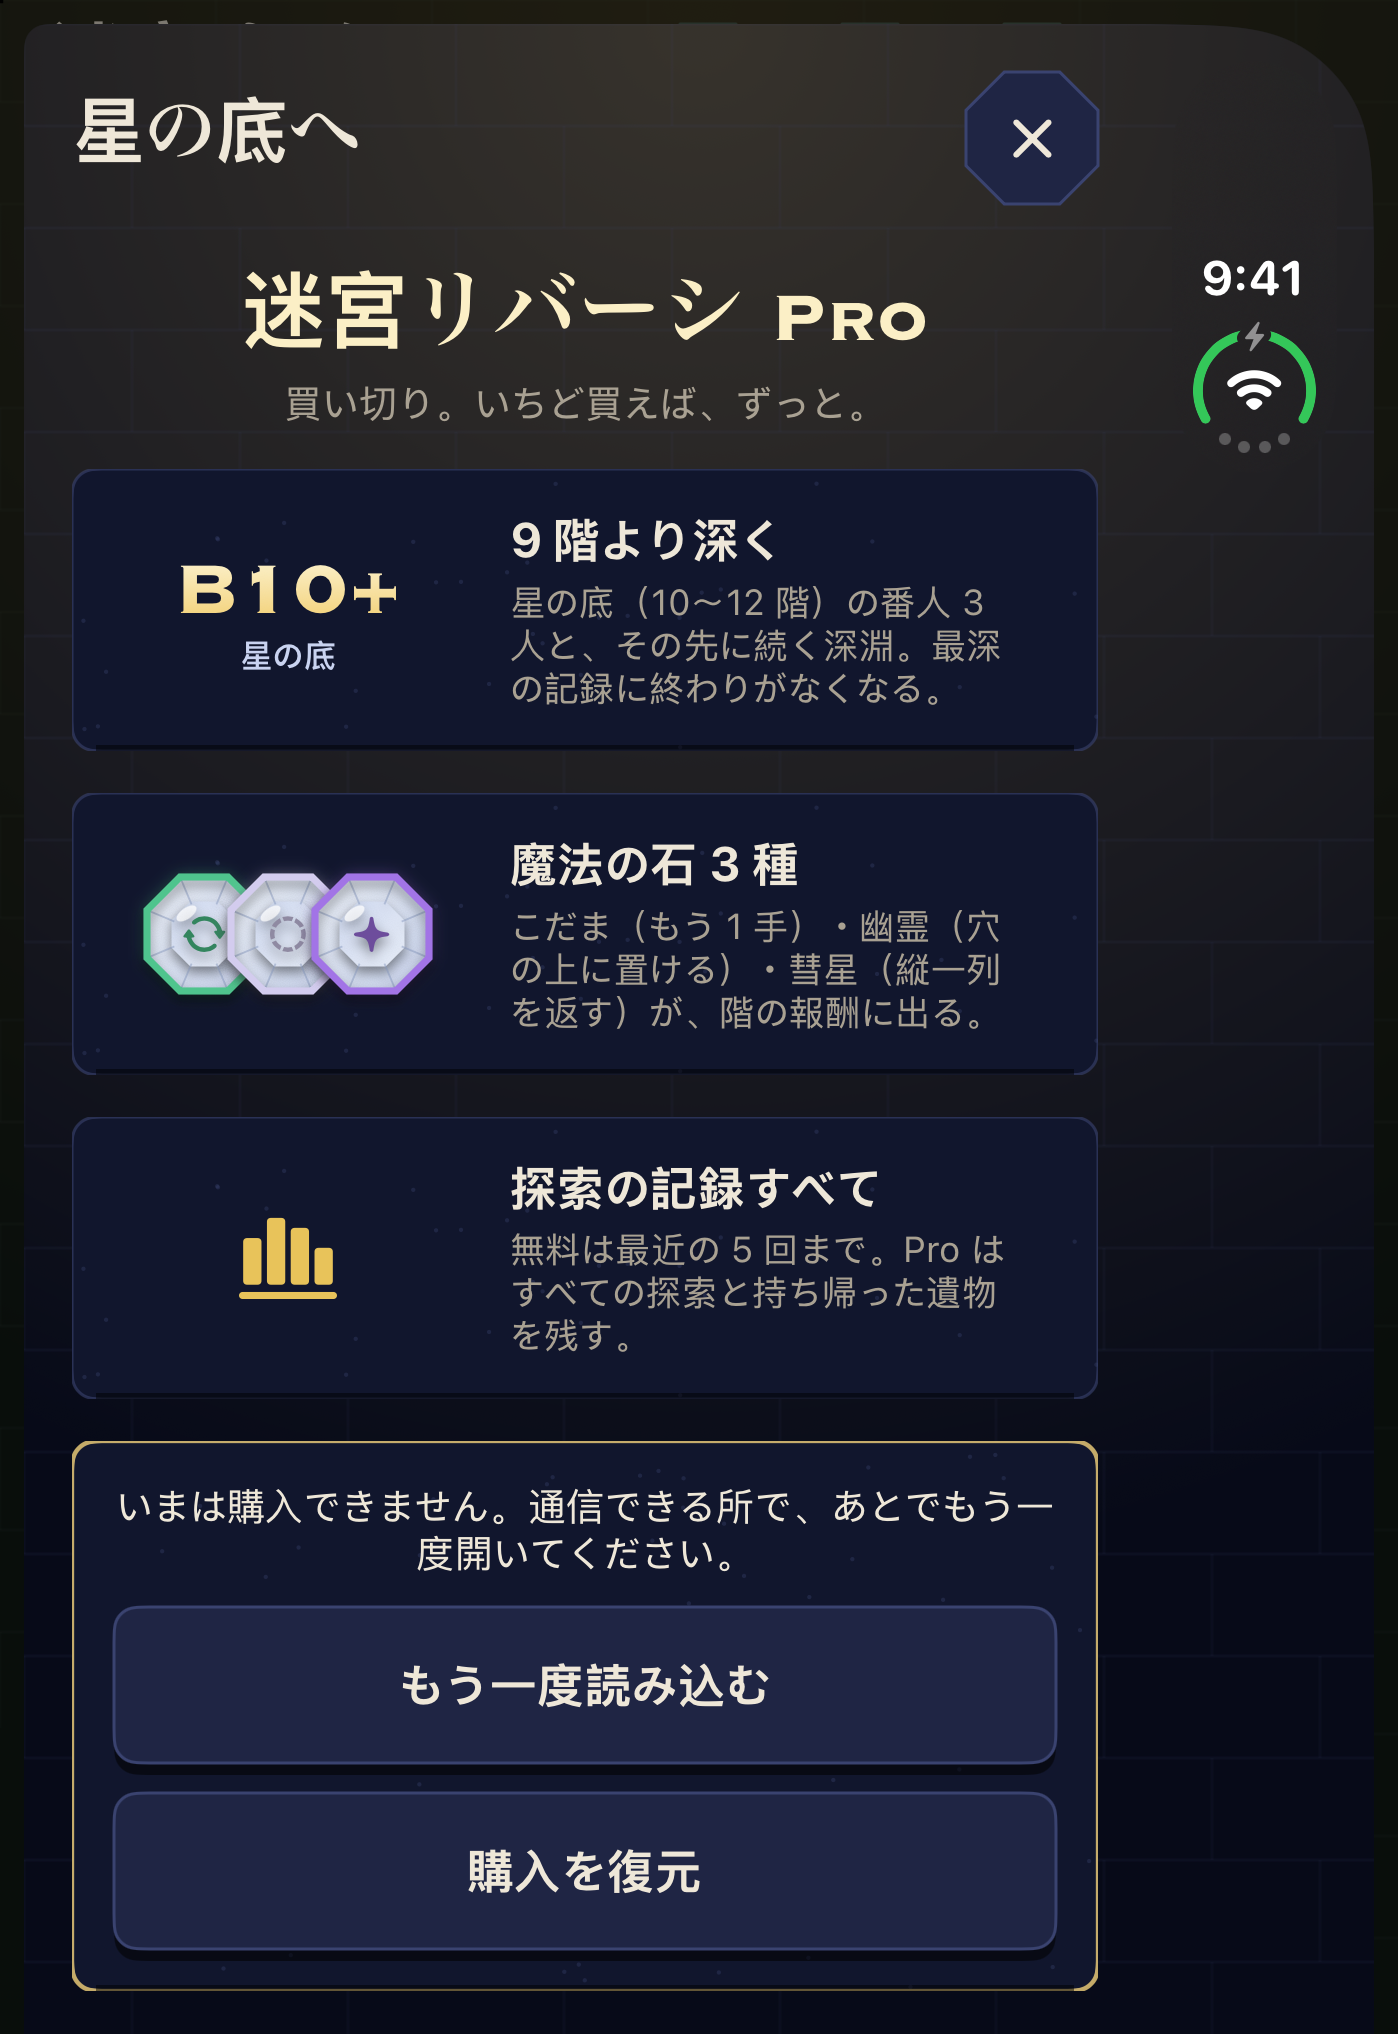 星の底へ
9:41
迷宮リバーシ PRO
買い切り。いちど買えば、ずっと。
B10+
星の底
9 階より深く
星の底（10〜12 階）の番人 3
人と、その先に続く深淵。最深
の記録に終わりがなくなる。
魔法の石 3 種
こだま（もう 1 手）・幽霊（穴
の上に置ける）・彗星（縦一列
を返す）が、階の報酬に出る。
探索の記録すべて
無料は最近の 5 回まで。Pro は
すべての探索と持ち帰った遺物
を残す。
いまは購入できません。通信できる所で、あとでもう一
度開いてください。
もう一度読み込む
購入を復元